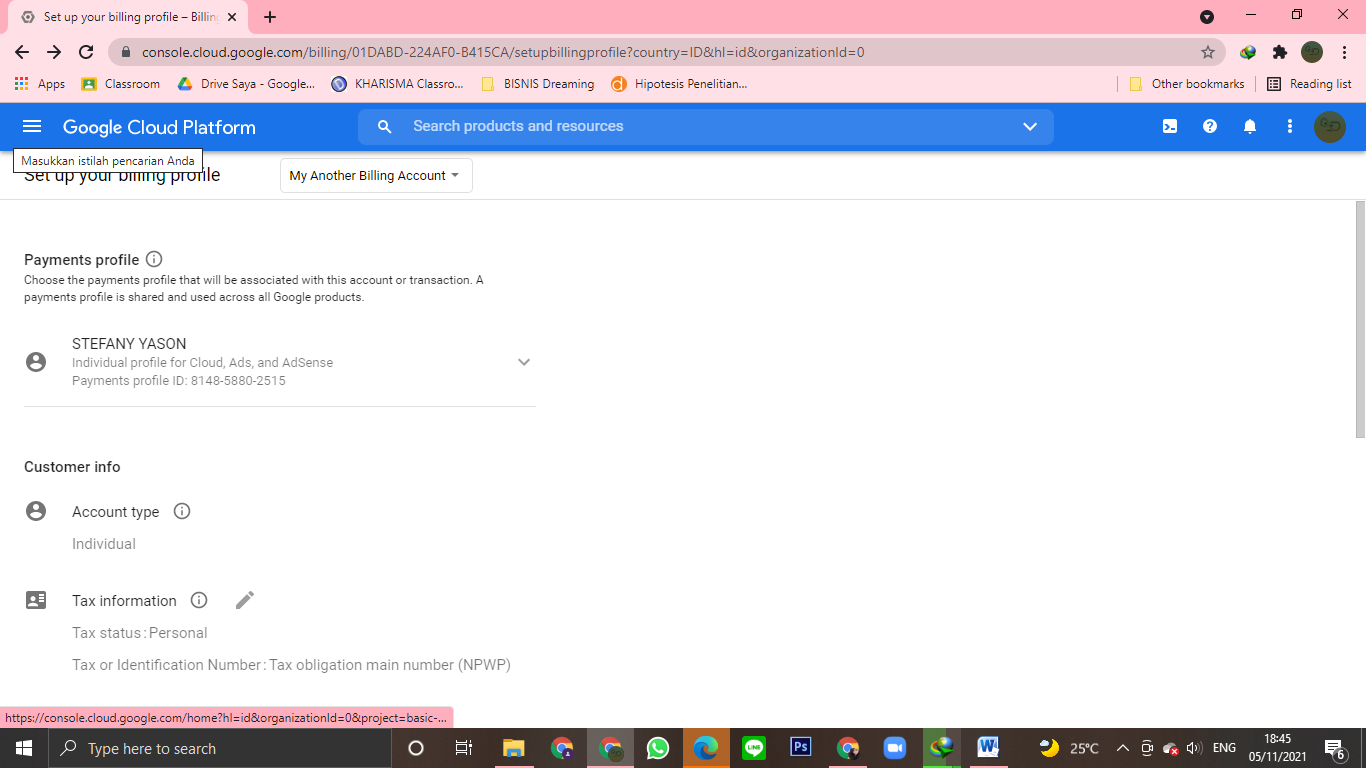 Set up your billing profile – Billin
console.cloud.google.com/billing/01DABD-224AF0-B415CA/setupbillingprofile?country=ID&hl=id&organizationId=0
Apps
Classroom
Drive Saya - Google...
KHARISMA Classro...
BISNIS Dreaming
Hipotesis Penelitian...
Other bookmarks
Reading list
Google Cloud Platform
Search products and resources
Masukkan istilah pencarian Anda
Set up your billing profile
My Another Billing Account
Payments profile
Choose the payments profile that will be associated with this account or transaction. A
payments profile is shared and used across all Google products.
STEFANY YASON
Individual profile for Cloud, Ads, and AdSense
Payments profile ID: 8148-5880-2515
Customer info
Account type
Individual
Tax information
Tax status: Personal
Tax or Identification Number: Tax obligation main number (NPWP)
https://console.cloud.google.com/home?hl=id&organizationId=0&project=basic-...
Type here to search
LINE
Ps
W
25°C
ENG
18:45
05/11/2021
6